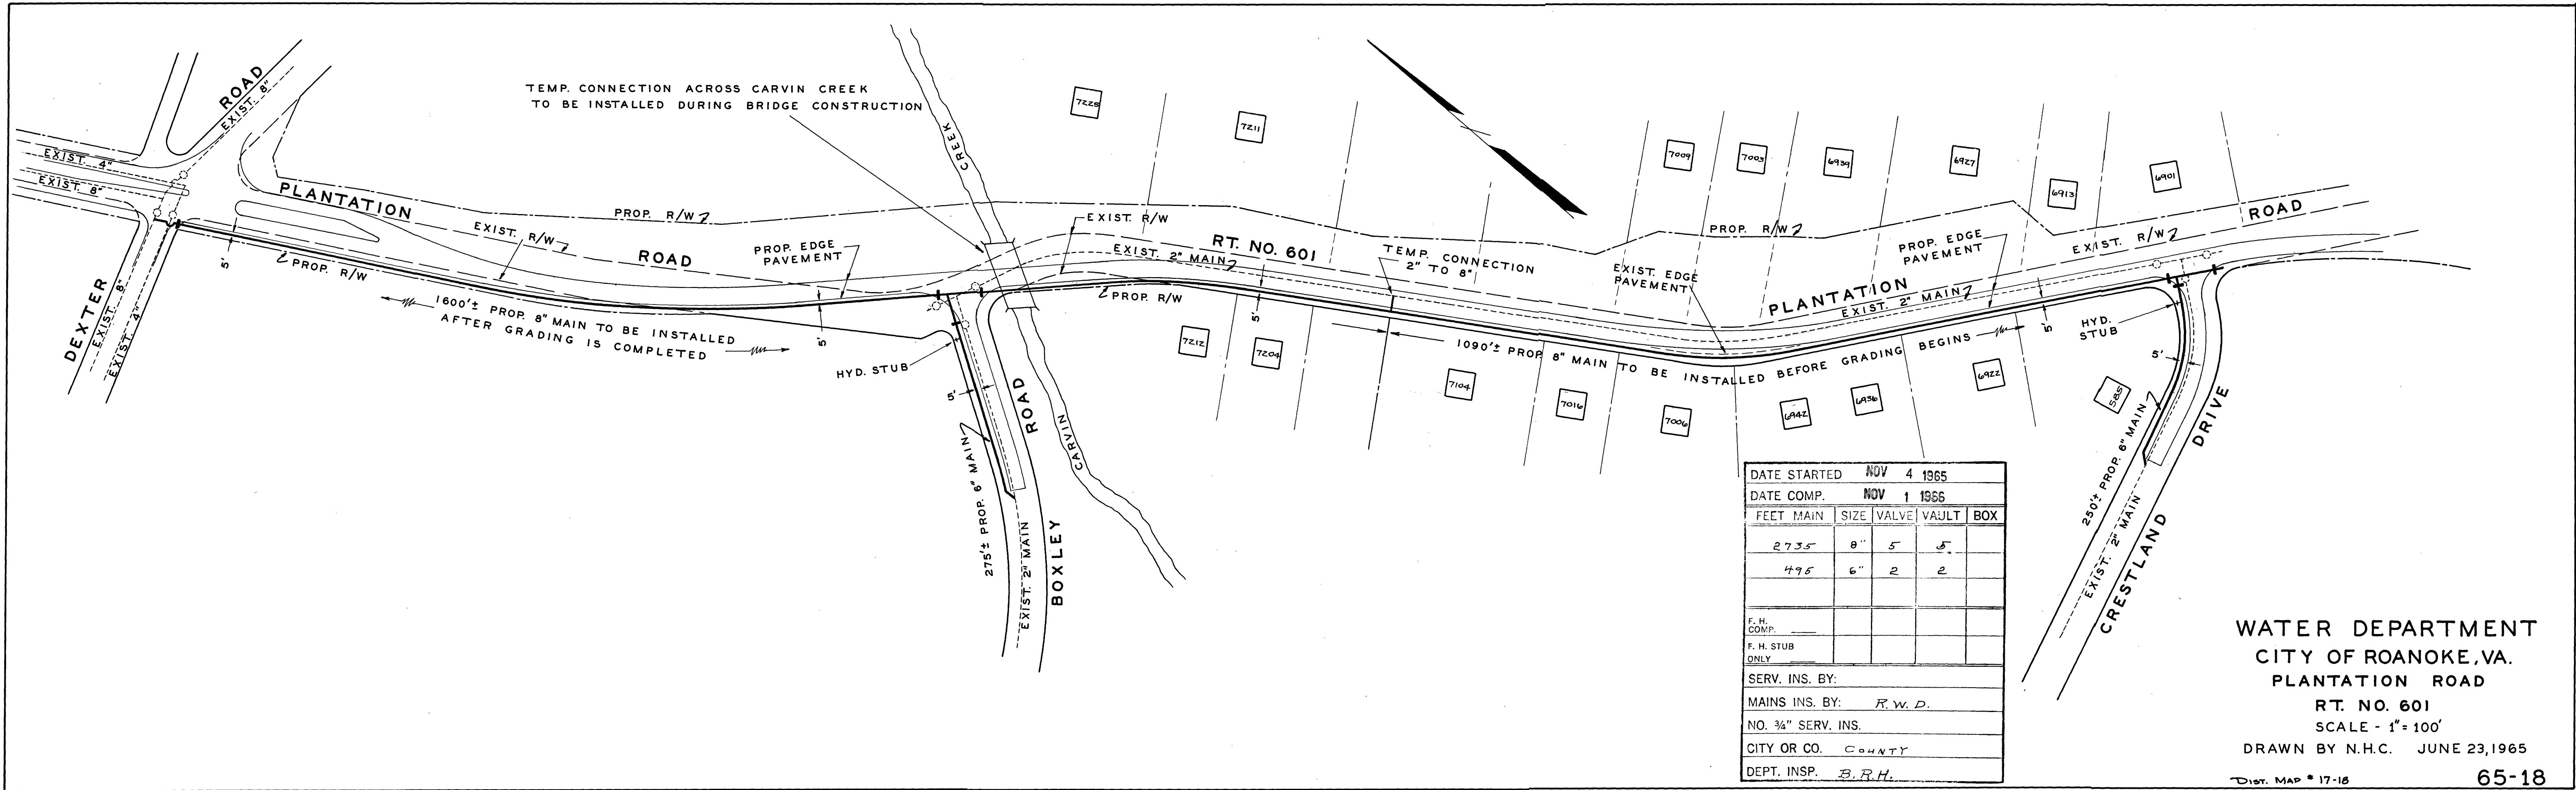 TEMP. CONNECTION ACROSS CARVIN CREEK
TO BE INSTALLED DURING BRIDGE CONSTRUCTION
ROAD
EXIST. 8"
EXIST. 4"
EXIST. 8"
PLANTATION
ROAD
EXIST. R/W
PROP. R/W
PROP. EDGE
PAVEMENT
5'
PROP. R/W
1600'± PROP. 8" MAIN TO BE INSTALLED
AFTER GRADING IS COMPLETED
5'
DEXTER
EXIST. 8"
EXIST. 4"
CREEK
CARVIN
HYD. STUB
5'
ROAD
BOXLEY
275'± PROP. 6" MAIN
EXIST. 2" MAIN
7225
7211
EXIST. R/W
EXIST. 2" MAIN
RT. NO. 601
PROP. R/W
5'
TEMP. CONNECTION
2" TO 8"
7212
7204
7104
7016
7006
6942
6936
6922
585
1090'± PROP 8" MAIN TO BE INSTALLED BEFORE GRADING BEGINS
EXIST. EDGE
PAVEMENT
7009
7003
6939
6927
6913
6901
PROP. R/W
PROP. EDGE
PAVEMENT
EXIST. R/W
PLANTATION
ROAD
EXIST. 2" MAIN
5'
HYD.
STUB
5'
250'± PROP. 6" MAIN
EXIST. 2" MAIN
CRESTLAND
DRIVE
DATE STARTED NOV 4 1965
DATE COMP. NOV 1 1966
FEET MAIN SIZE VALVE VAULT BOX
2735 8" 5 5
495 6" 2 2
F. H.
COMP.
F. H. STUB
ONLY
SERV. INS. BY:
MAINS INS. BY: R.W.D.
NO. ¾" SERV. INS.
CITY OR CO. COUNTY
DEPT. INSP. B.R.H.
WATER DEPARTMENT
CITY OF ROANOKE, VA.
PLANTATION ROAD
RT. NO. 601
SCALE - 1" = 100'
DRAWN BY N.H.C. JUNE 23, 1965
DIST. MAP # 17-18
65-18